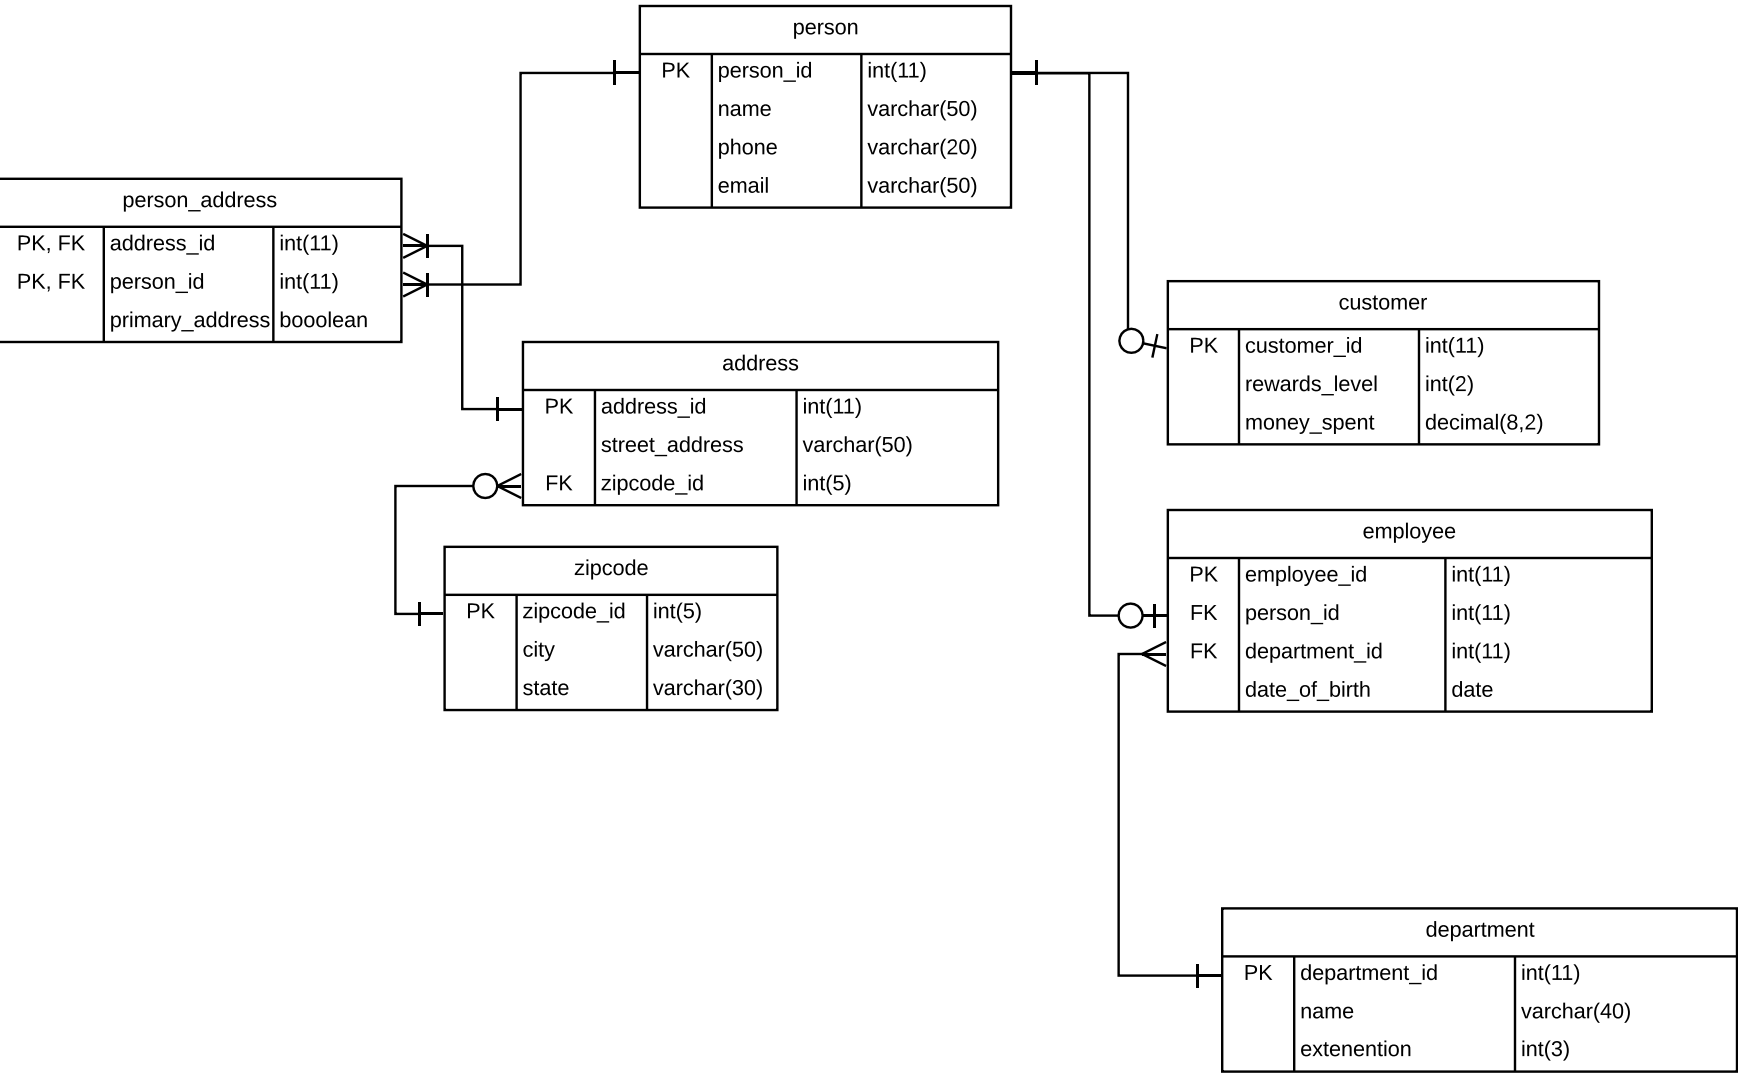 person
PK person_id int(11)
name varchar(50)
phone varchar(20)
email varchar(50)
person_address
PK, FK address_id int(11)
PK, FK person_id int(11)
primary_address booolean
customer
PK customer_id int(11)
rewards_level int(2)
money_spent decimal(8,2)
address
PK address_id int(11)
street_address varchar(50)
FK zipcode_id int(5)
employee
PK employee_id int(11)
FK person_id int(11)
FK department_id int(11)
date_of_birth date
zipcode
PK zipcode_id int(5)
city varchar(50)
state varchar(30)
department
PK department_id int(11)
name varchar(40)
extenention int(3)